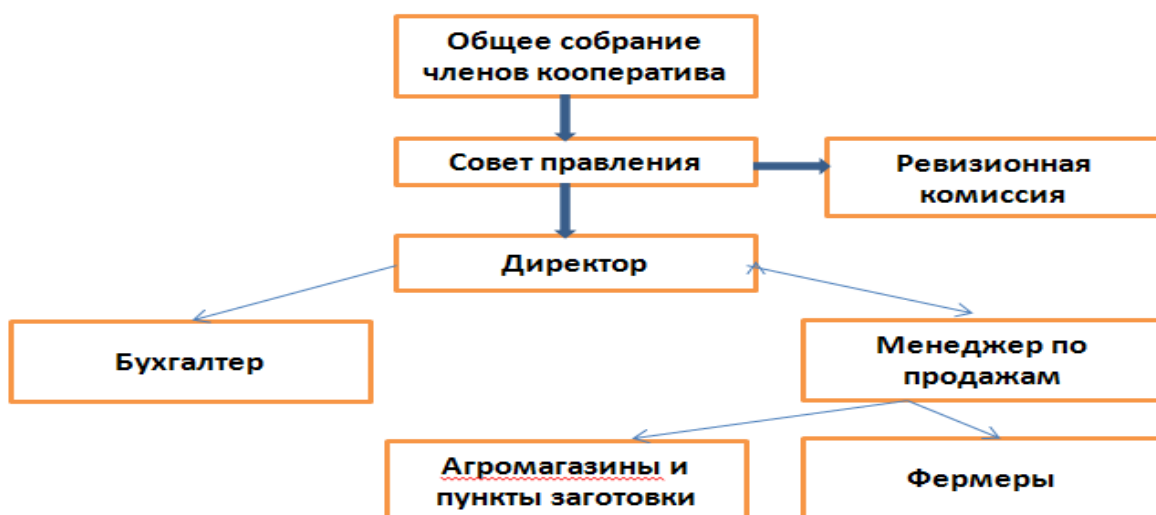 Общее собрание
членов кооператива
Совет правления
Ревизионная
комиссия
Директор
Бухгалтер
Менеджер по
продажам
Агромагазины и
пункты заготовки
Фермеры